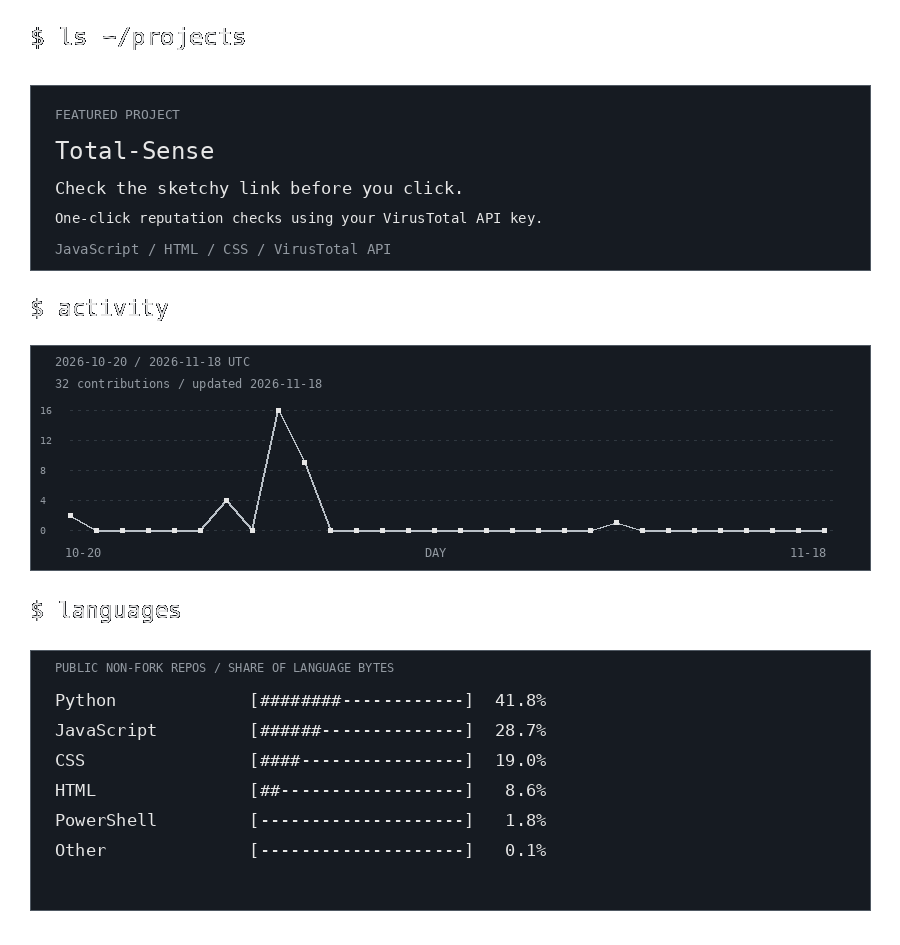 $ ls ~/projects
FEATURED PROJECT
Total-Sense
Check the sketchy link before you click.
One-click reputation checks using your VirusTotal API key.
JavaScript / HTML / CSS / VirusTotal API
$ activity
2026-10-20 / 2026-11-18 UTC
32 contributions / updated 2026-11-18
16
12
8
4
0
10-20 DAY 11-18
$ languages
PUBLIC NON-FORK REPOS / SHARE OF LANGUAGE BYTES
Python [########------------] 41.8%
JavaScript [######--------------] 28.7%
CSS [####----------------] 19.0%
HTML [##------------------] 8.6%
PowerShell [--------------------] 1.8%
Other [--------------------] 0.1%